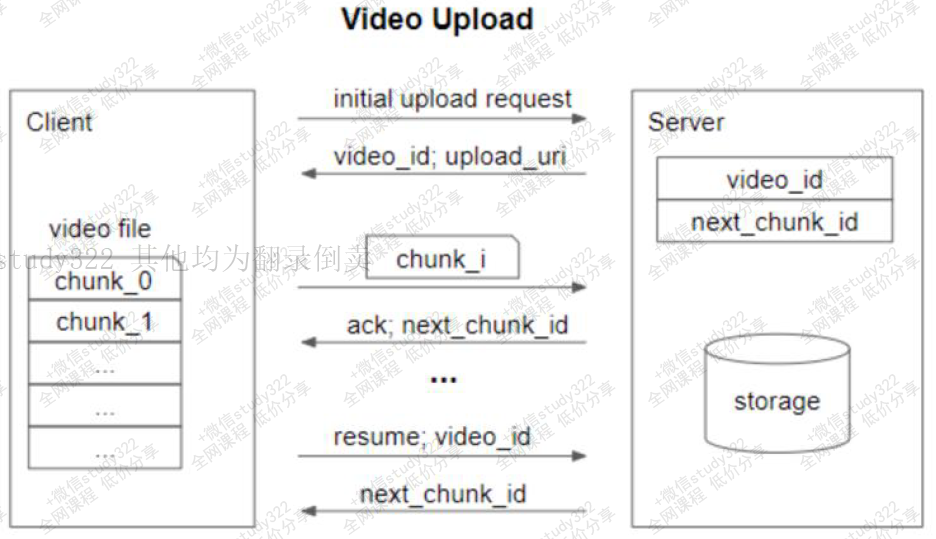 Video Upload
Client
initial upload request
Server
video_id; upload_uri
video_id
next_chunk_id
video file
study322 其他均为翻录倒卖
chunk_i
chunk_0
chunk_1
ack; next_chunk_id
...
...
...
...
storage
resume; video_id
next_chunk_id
+微信study322
全网课程 低价分享